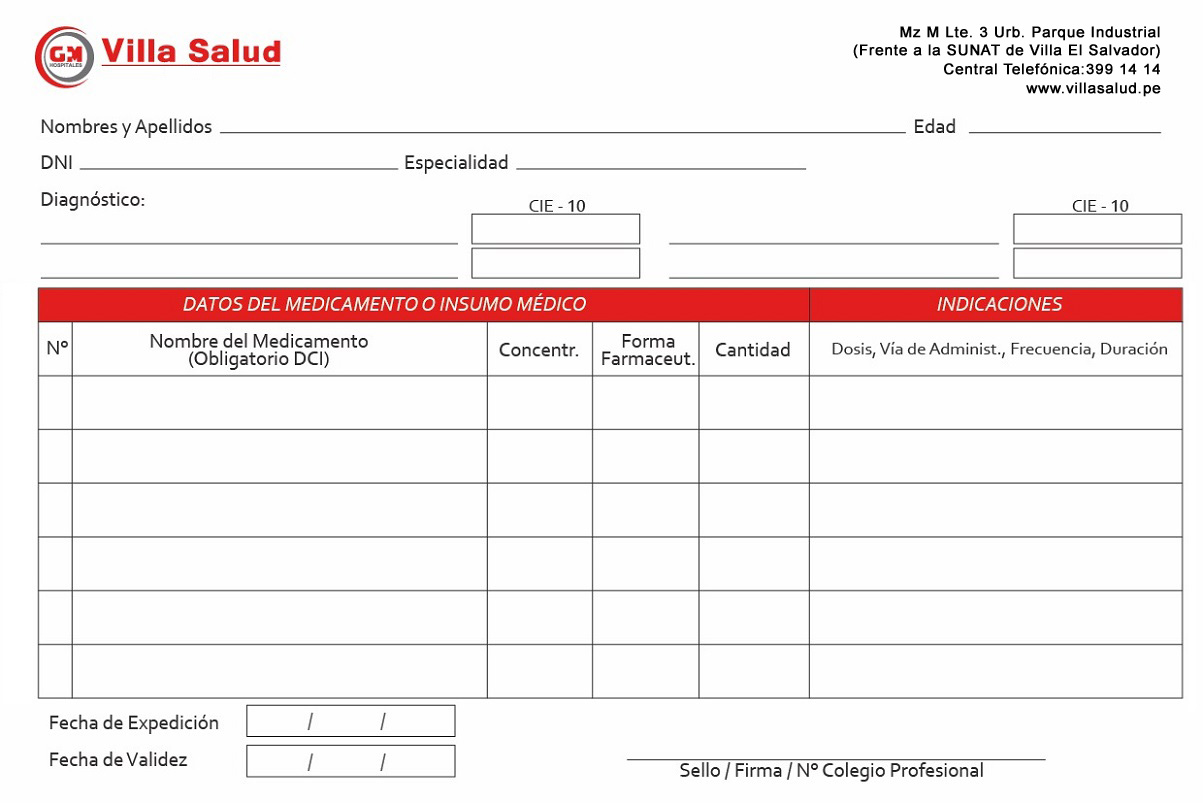 GM
HOSPITALES
Villa Salud
Mz M Lte. 3 Urb. Parque Industrial
(Frente a la SUNAT de Villa El Salvador)
Central Telefónica:399 14 14
www.villasalud.pe
Nombres y Apellidos Edad
DNI Especialidad
Diagnóstico:
CIE - 10 CIE - 10
DATOS DEL MEDICAMENTO O INSUMO MÉDICO INDICACIONES
Nº Nombre del Medicamento (Obligatorio DCI) Concentr. Forma Farmaceut. Cantidad Dosis, Vía de Administ., Frecuencia, Duración
Fecha de Expedición / /
Fecha de Validez / /
Sello / Firma / Nº Colegio Profesional